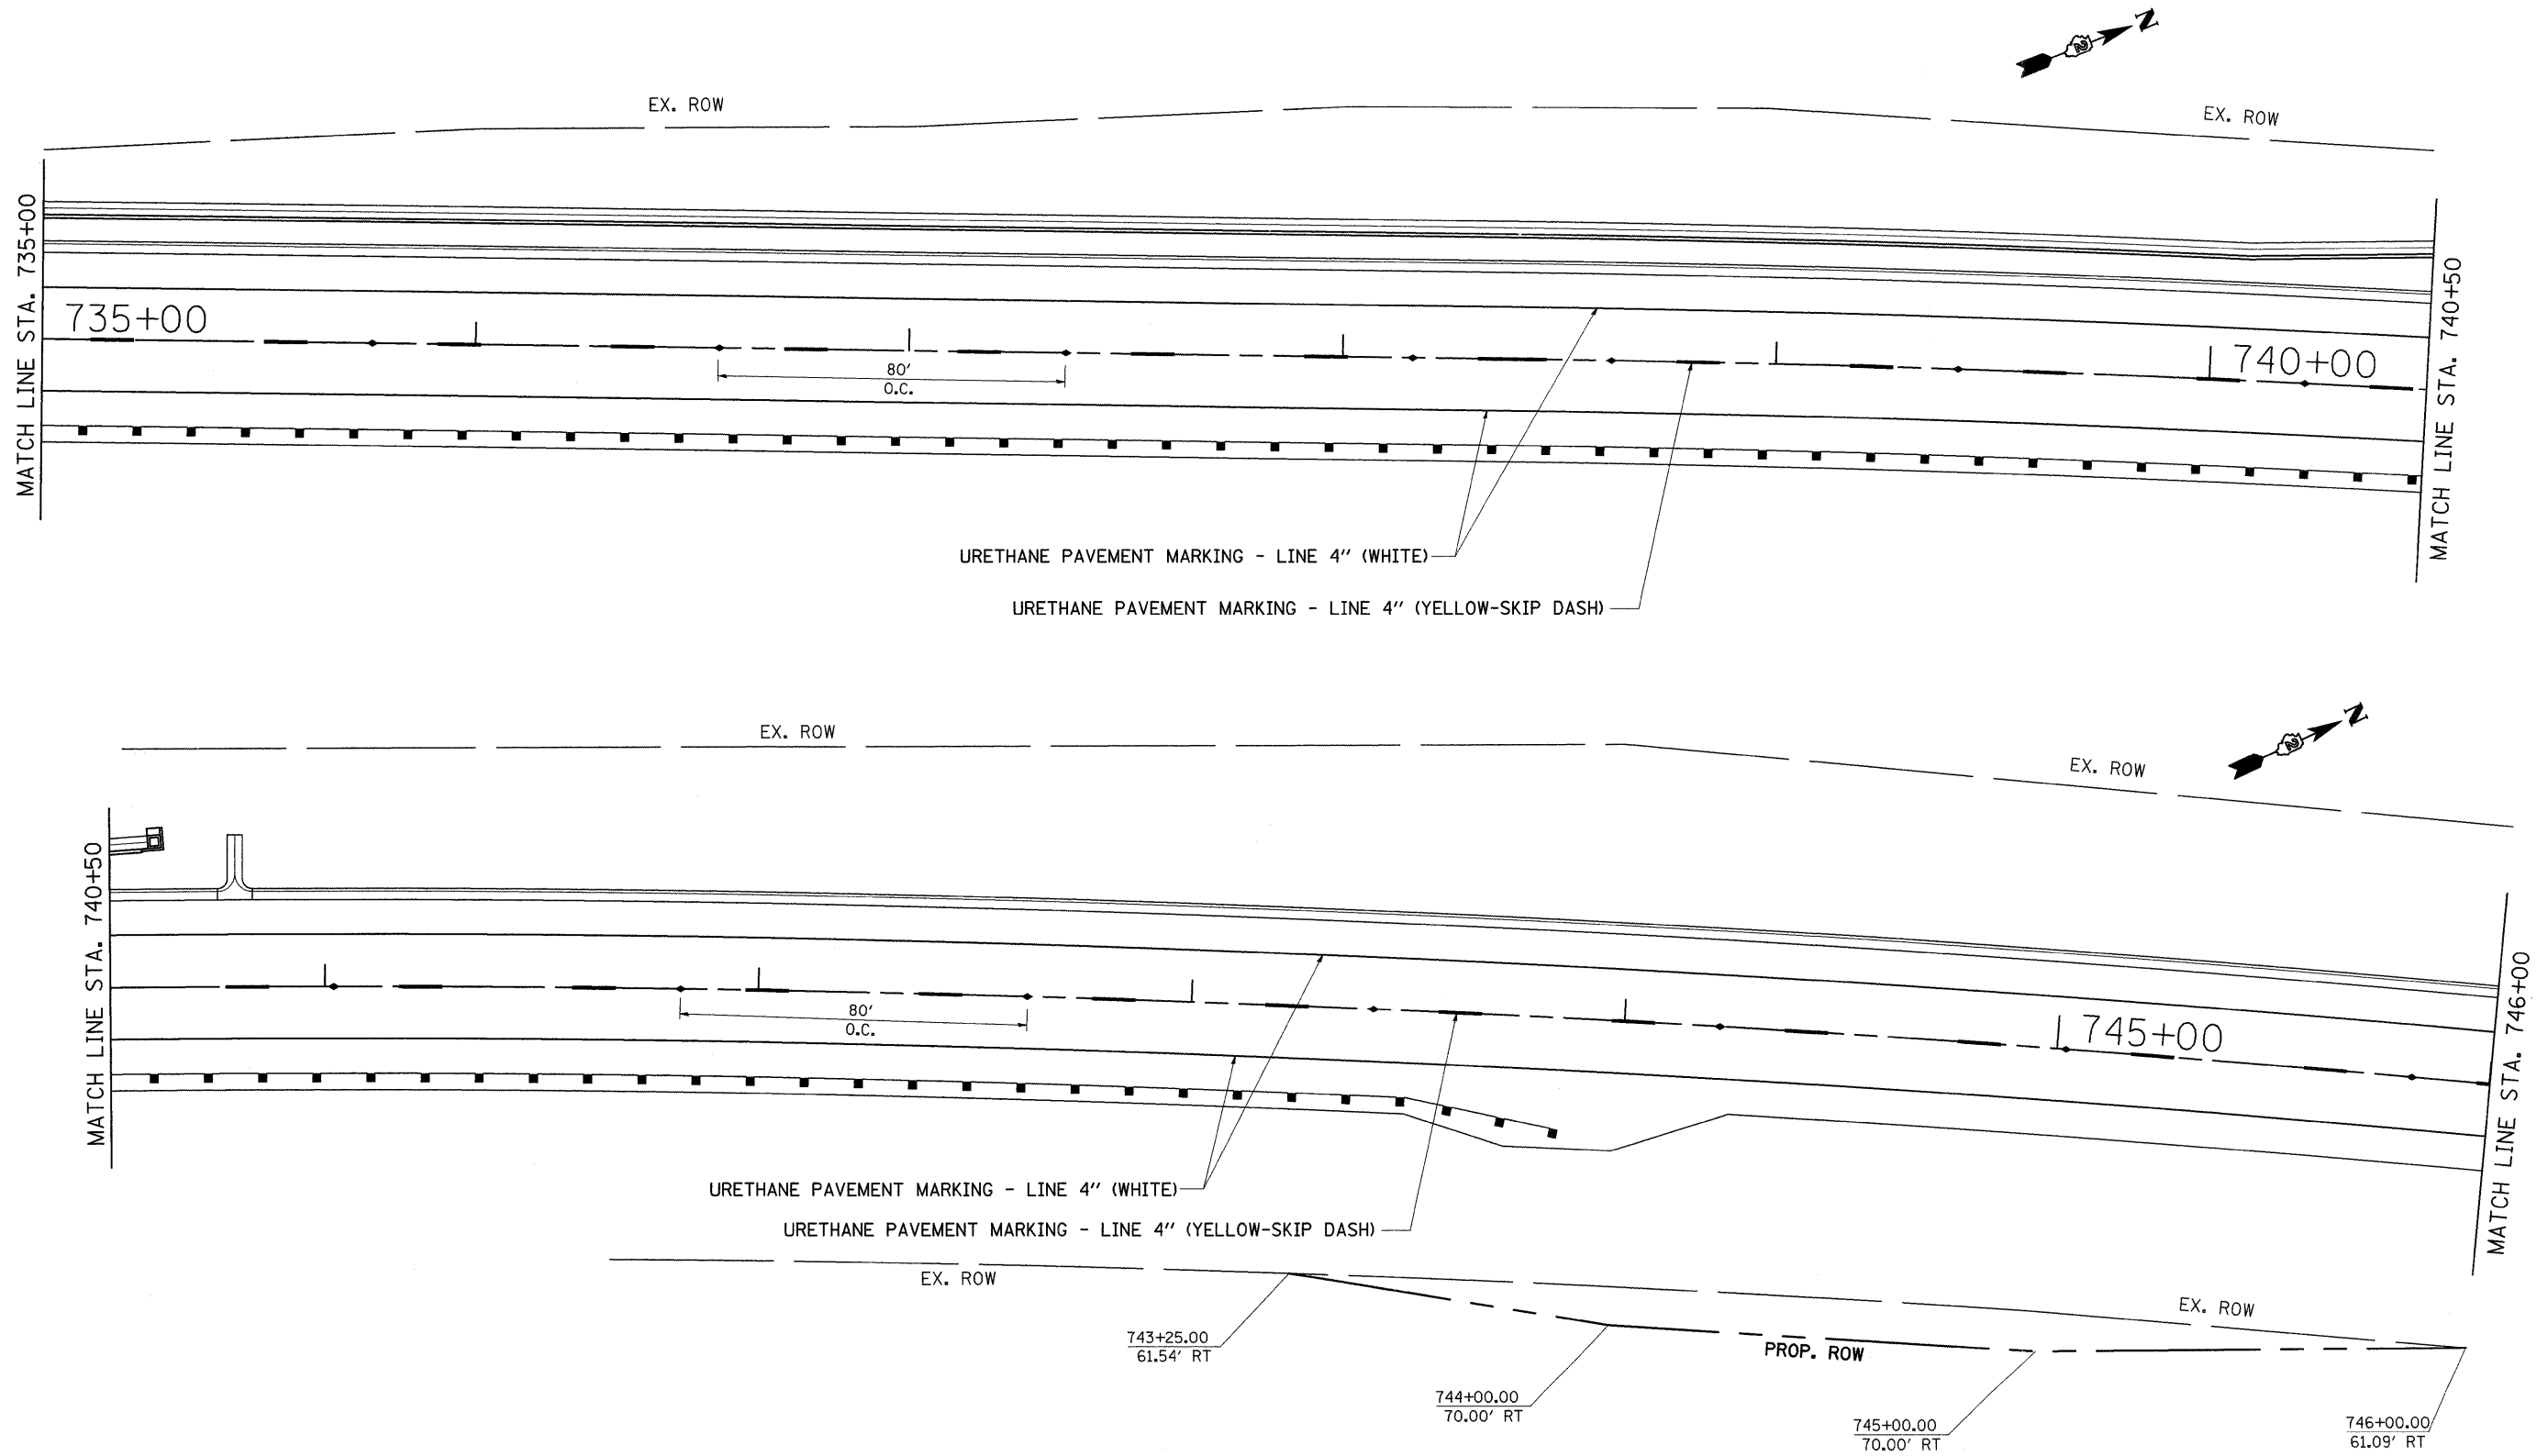 N
2
EX. ROW
EX. ROW
MATCH LINE STA. 735+00
735+00
80'
O.C.
740+00
MATCH LINE STA. 740+50
URETHANE PAVEMENT MARKING - LINE 4" (WHITE)
URETHANE PAVEMENT MARKING - LINE 4" (YELLOW-SKIP DASH)
N
2
EX. ROW
EX. ROW
MATCH LINE STA. 740+50
80'
O.C.
745+00
MATCH LINE STA. 746+00
URETHANE PAVEMENT MARKING - LINE 4" (WHITE)
URETHANE PAVEMENT MARKING - LINE 4" (YELLOW-SKIP DASH)
EX. ROW
EX. ROW
743+25.00
61.54' RT
PROP. ROW
744+00.00
70.00' RT
745+00.00
70.00' RT
746+00.00
61.09' RT